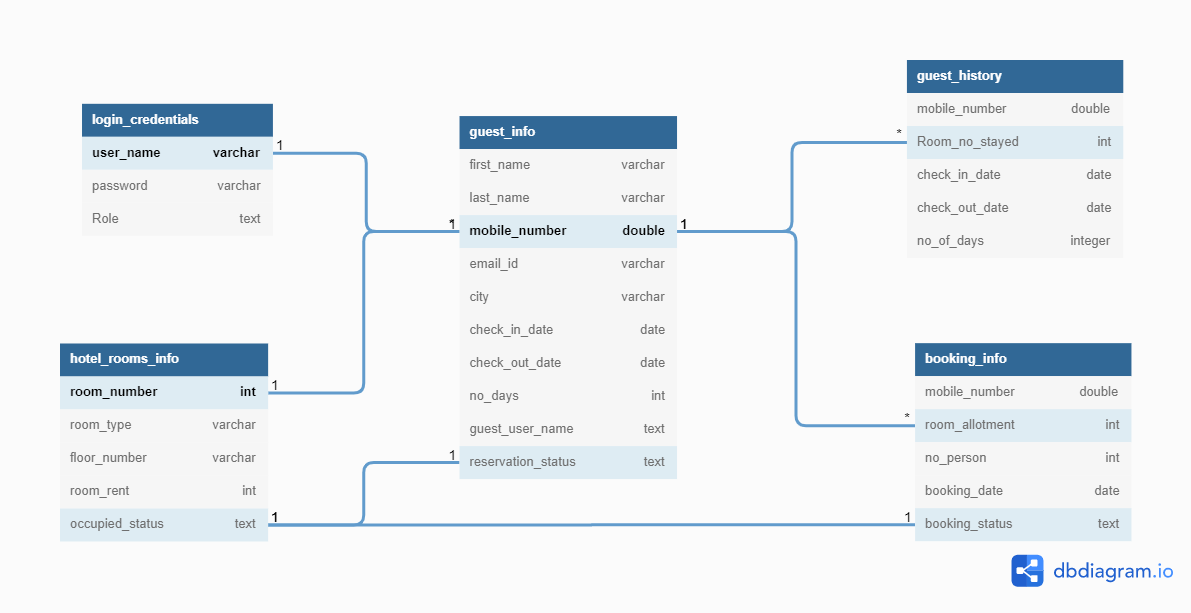 login_credentials
user_name varchar
password varchar
Role text
hotel_rooms_info
room_number int
room_type varchar
floor_number varchar
room_rent int
occupied_status text
guest_info
first_name varchar
last_name varchar
mobile_number double
email_id varchar
city varchar
check_in_date date
check_out_date date
no_days int
guest_user_name text
reservation_status text
guest_history
mobile_number double
Room_no_stayed int
check_in_date date
check_out_date date
no_of_days integer
booking_info
mobile_number double
room_allotment int
no_person int
booking_date date
booking_status text
1
1
1
*
1
1
1
*
*
1
dbdiagram.io